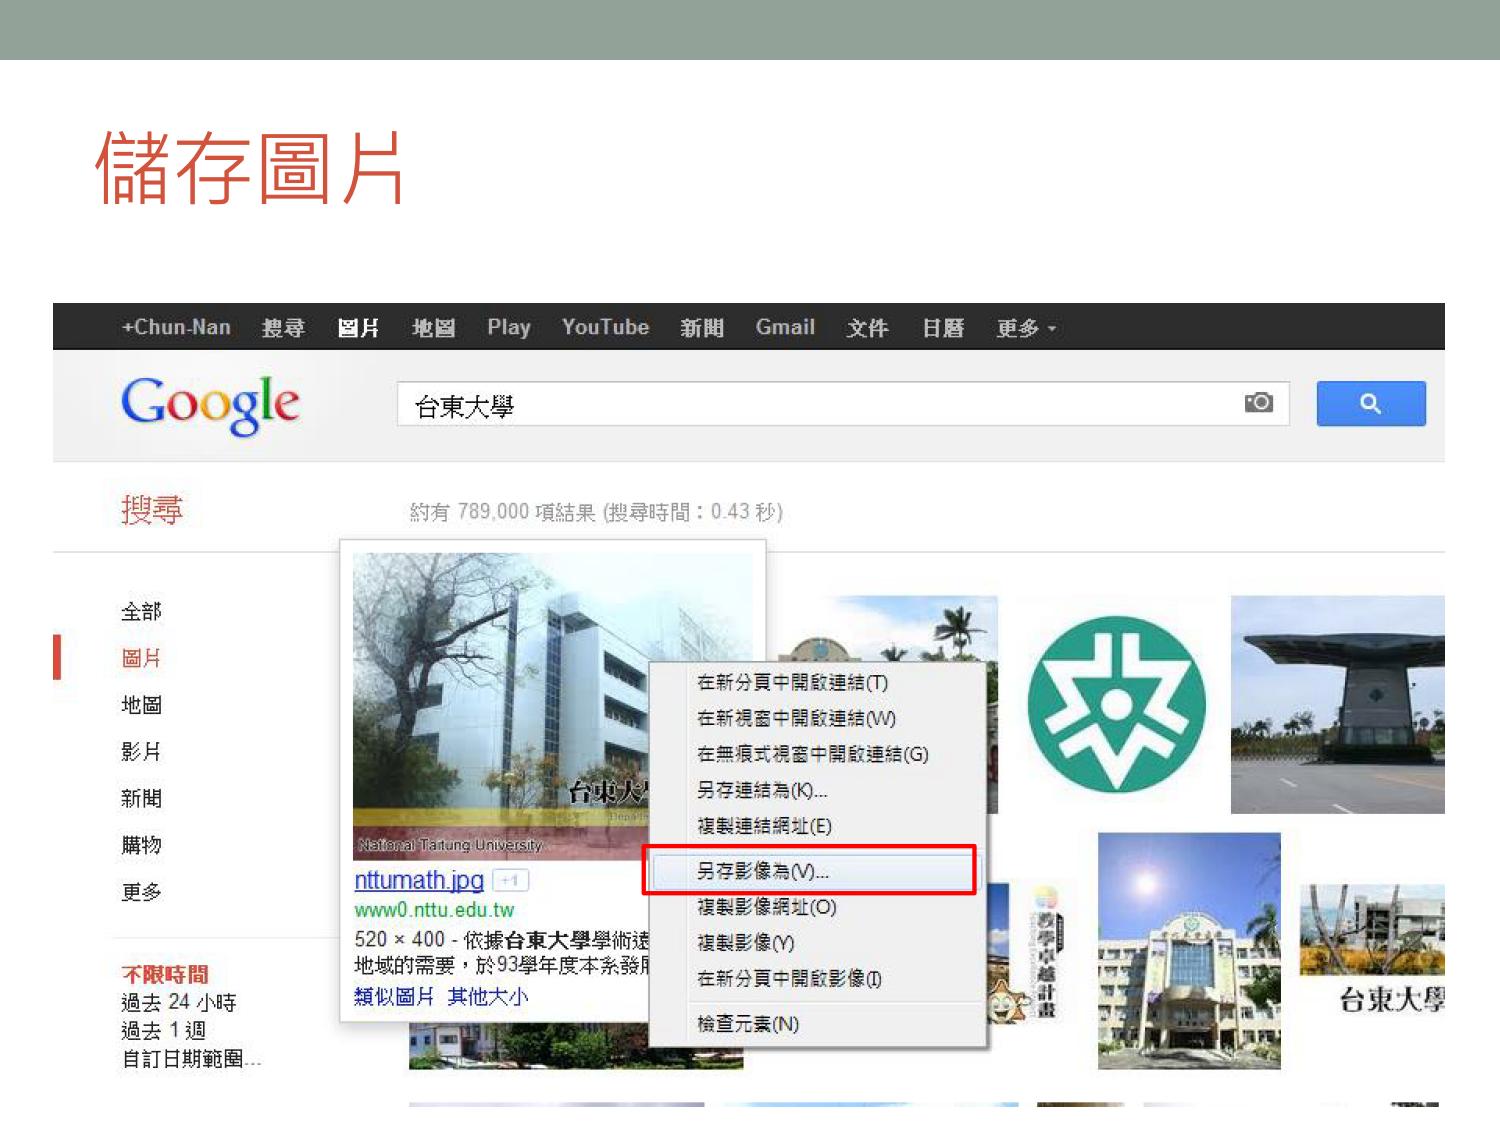 儲存圖片
+Chun-Nan 搜尋 圖片 地圖 Play YouTube 新聞 Gmail 文件 日曆 更多
Google 台東大學
搜尋 約有 789,000 項結果 (搜尋時間：0.43 秒)
全部
圖片
地圖
影片
新聞
購物
更多
不限時間
過去 24 小時
過去 1 週
自訂日期範圍...
台東大
National Taitung University
nttumath.jpg +1
www0.nttu.edu.tw
520 × 400 - 依據台東大學學術
地域的需要，於93學年度本系發
類似圖片 其他大小
在新分頁中開啟連結(T)
在新視窗中開啟連結(W)
在無痕式視窗中開啟連結(G)
另存連結為(K)...
複製連結網址(E)
另存影像為(V)...
複製影像網址(O)
複製影像(Y)
在新分頁中開啟影像(I)
檢查元素(N)
教學卓越計畫
台東大學